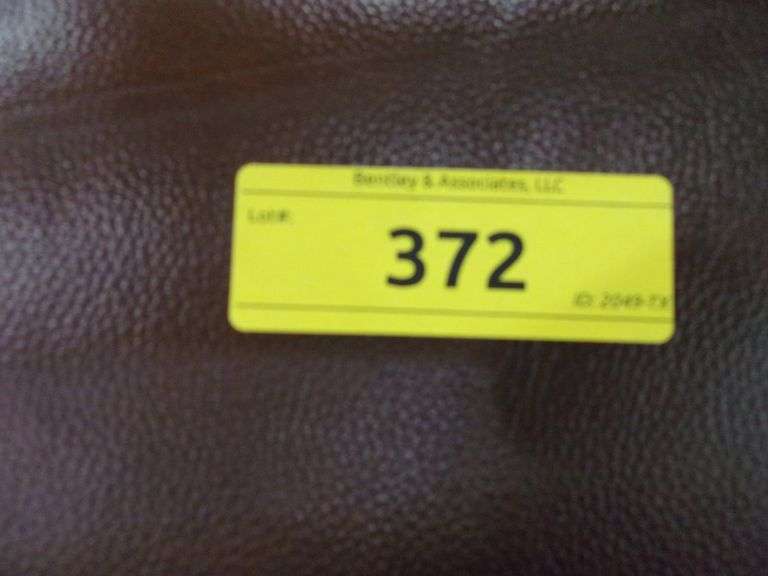 Bentley & Associates, LLC
Lot#:
372
ID: 2049-TX